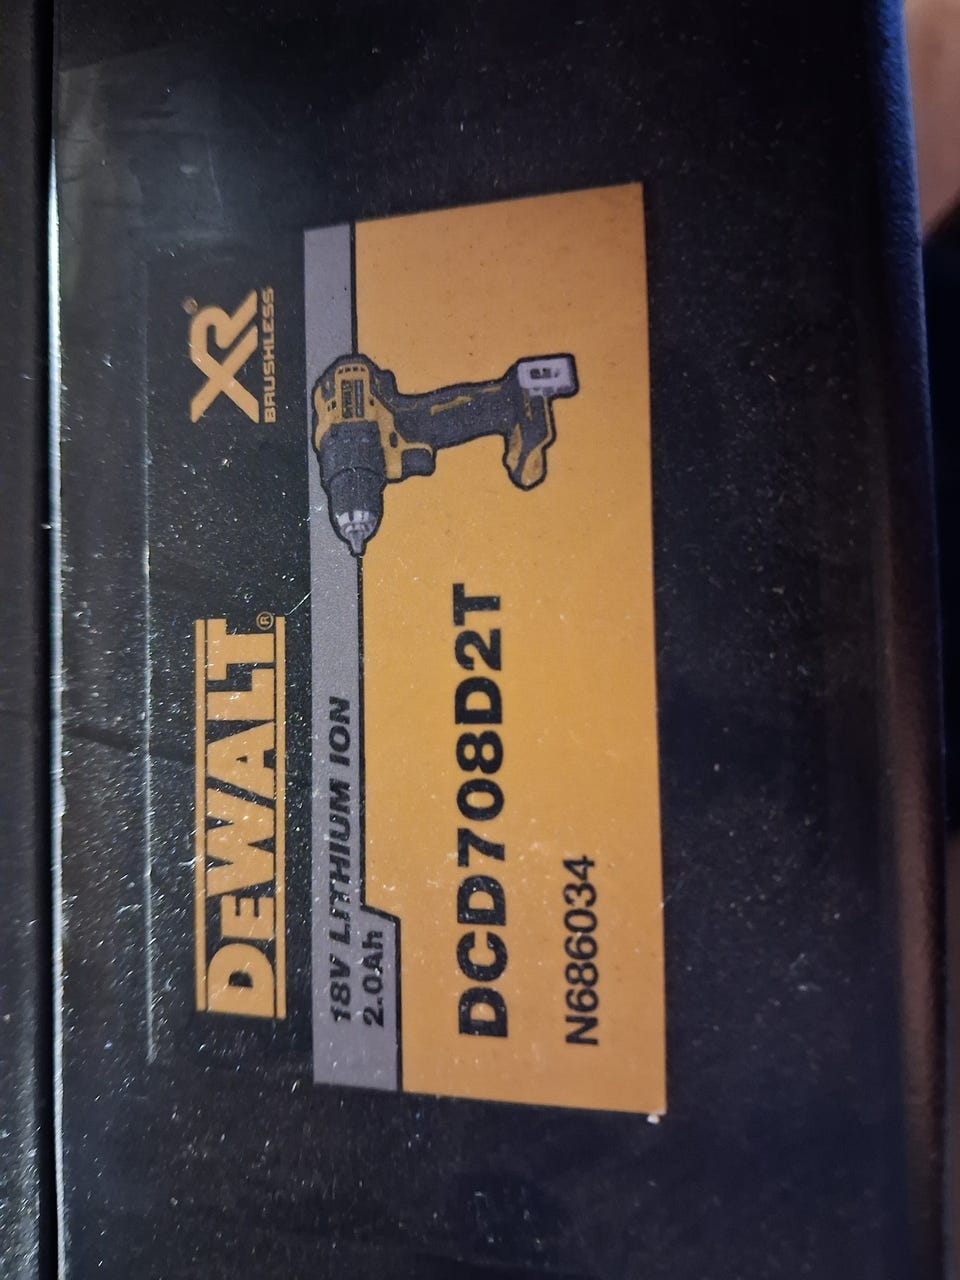 DEWALT®
XR®
BRUSHLESS
18V LITHIUM ION
2.0Ah
DCD708D2T
N686034